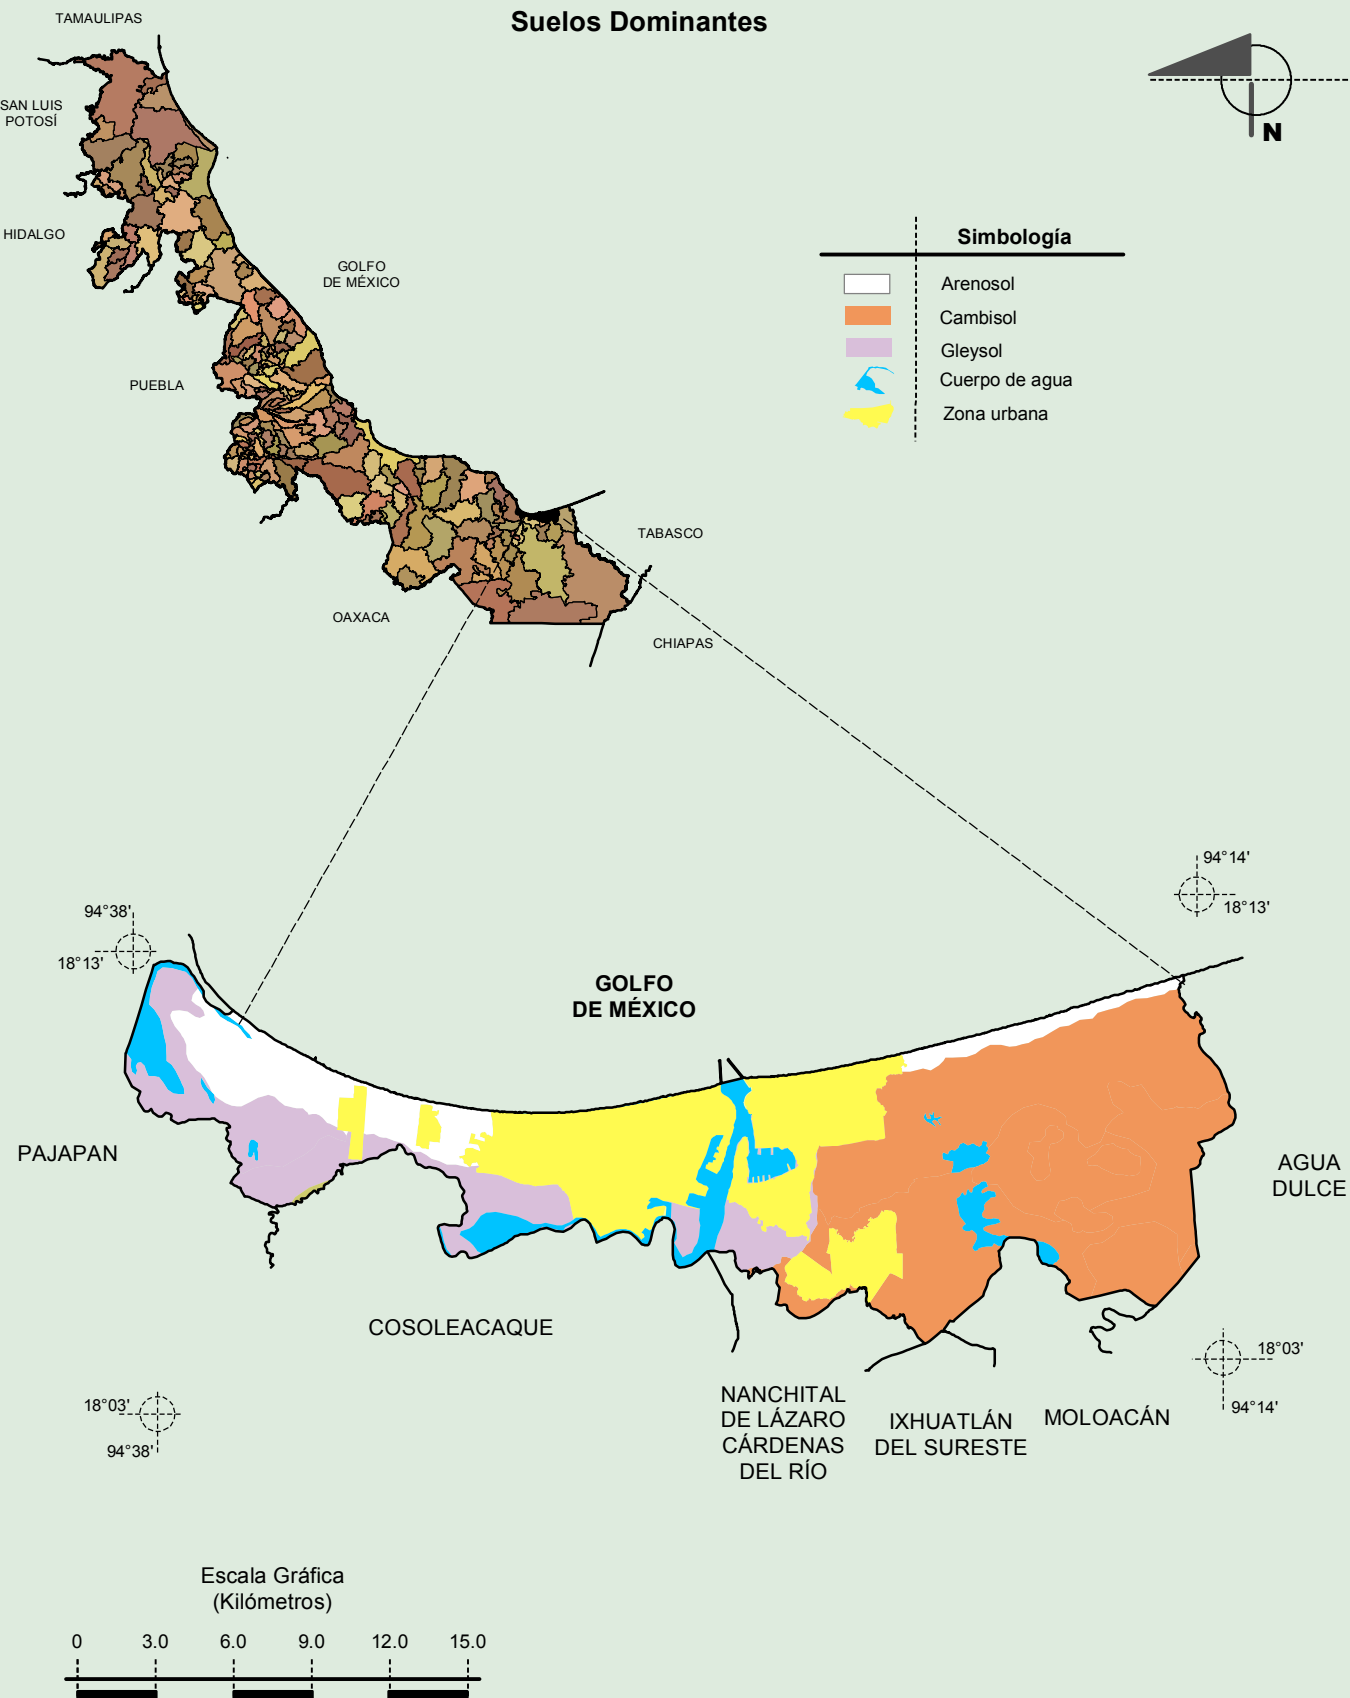 Suelos Dominantes
TAMAULIPAS
SAN LUIS
POTOSÍ
HIDALGO
GOLFO
DE MÉXICO
PUEBLA
TABASCO
OAXACA
CHIAPAS
N
Simbología
Arenosol
Cambisol
Gleysol
Cuerpo de agua
Zona urbana
94°14'
18°13'
94°38'
18°13'
GOLFO
DE MÉXICO
PAJAPAN
AGUA
DULCE
COSOLEACAQUE
NANCHITAL
DE LÁZARO
CÁRDENAS
DEL RÍO
IXHUATLÁN
DEL SURESTE
MOLOACÁN
18°03'
94°14'
18°03'
94°38'
Escala Gráfica
(Kilómetros)
0 3.0 6.0 9.0 12.0 15.0